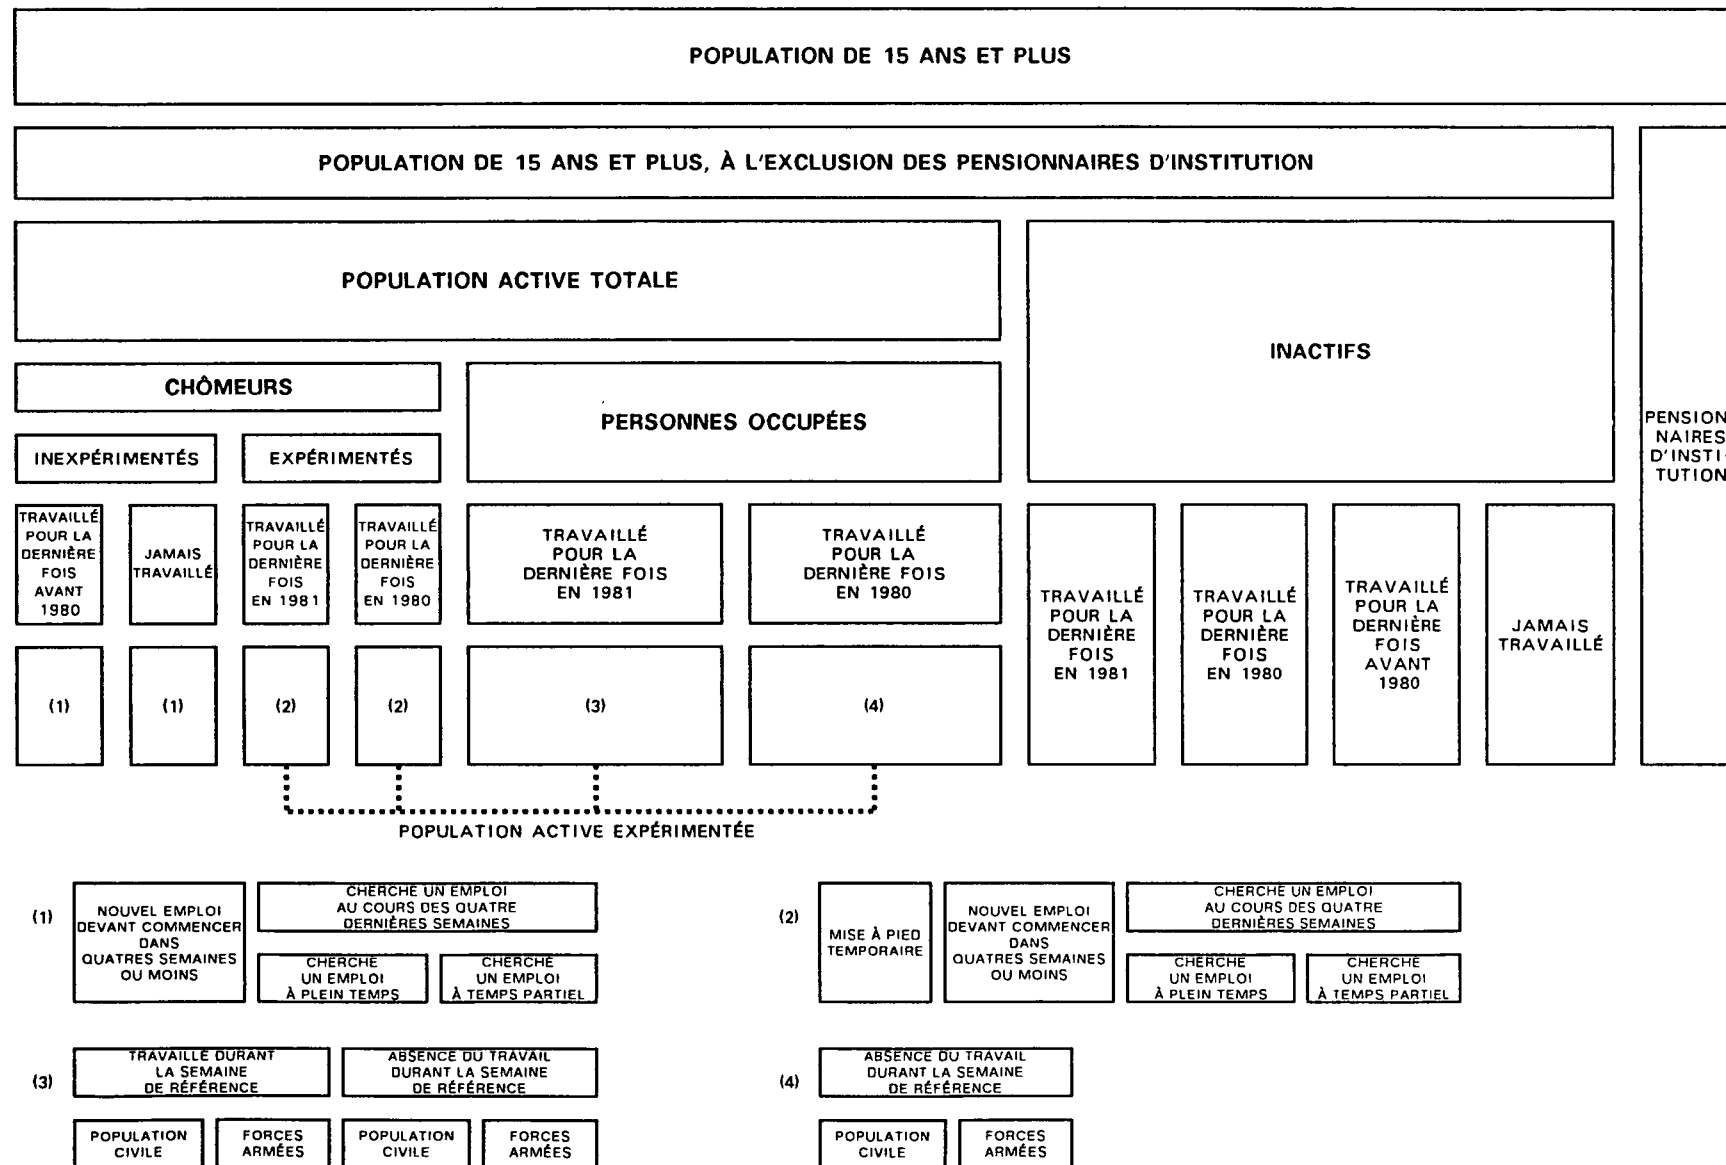 POPULATION DE 15 ANS ET PLUS
POPULATION DE 15 ANS ET PLUS, À L'EXCLUSION DES PENSIONNAIRES D'INSTITUTION
POPULATION ACTIVE TOTALE
INACTIFS
PENSION-
NAIRES
D'INSTI-
TUTION
CHÔMEURS
PERSONNES OCCUPÉES
INEXPÉRIMENTÉS
EXPÉRIMENTÉS
TRAVAILLÉ
POUR LA
DERNIÈRE
FOIS
AVANT
1980
JAMAIS
TRAVAILLÉ
TRAVAILLÉ
POUR LA
DERNIÈRE
FOIS
EN 1981
TRAVAILLÉ
POUR LA
DERNIÈRE
FOIS
EN 1980
TRAVAILLÉ
POUR LA
DERNIÈRE FOIS
EN 1981
TRAVAILLÉ
POUR LA
DERNIÈRE FOIS
EN 1980
TRAVAILLÉ
POUR LA
DERNIÈRE
FOIS
EN 1981
TRAVAILLÉ
POUR LA
DERNIÈRE
FOIS
EN 1980
TRAVAILLÉ
POUR LA
DERNIÈRE
FOIS
AVANT
1980
JAMAIS
TRAVAILLÉ
(1)
(1)
(2)
(2)
(3)
(4)
POPULATION ACTIVE EXPÉRIMENTÉE
(1)
NOUVEL EMPLOI
DEVANT COMMENCER
DANS
QUATRES SEMAINES
OU MOINS
CHERCHÉ UN EMPLOI
AU COURS DES QUATRE
DERNIÈRES SEMAINES
CHERCHÉ
UN EMPLOI
À PLEIN TEMPS
CHERCHÉ
UN EMPLOI
À TEMPS PARTIEL
(2)
MISE À PIED
TEMPORAIRE
NOUVEL EMPLOI
DEVANT COMMENCER
DANS
QUATRES SEMAINES
OU MOINS
CHERCHÉ UN EMPLOI
AU COURS DES QUATRE
DERNIÈRES SEMAINES
CHERCHÉ
UN EMPLOI
À PLEIN TEMPS
CHERCHÉ
UN EMPLOI
À TEMPS PARTIEL
(3)
TRAVAILLÉ DURANT
LA SEMAINE
DE RÉFÉRENCE
ABSENCE DU TRAVAIL
DURANT LA SEMAINE
DE RÉFÉRENCE
POPULATION
CIVILE
FORCES
ARMÉES
POPULATION
CIVILE
FORCES
ARMÉES
(4)
ABSENCE DU TRAVAIL
DURANT LA SEMAINE
DE RÉFÉRENCE
POPULATION
CIVILE
FORCES
ARMÉES